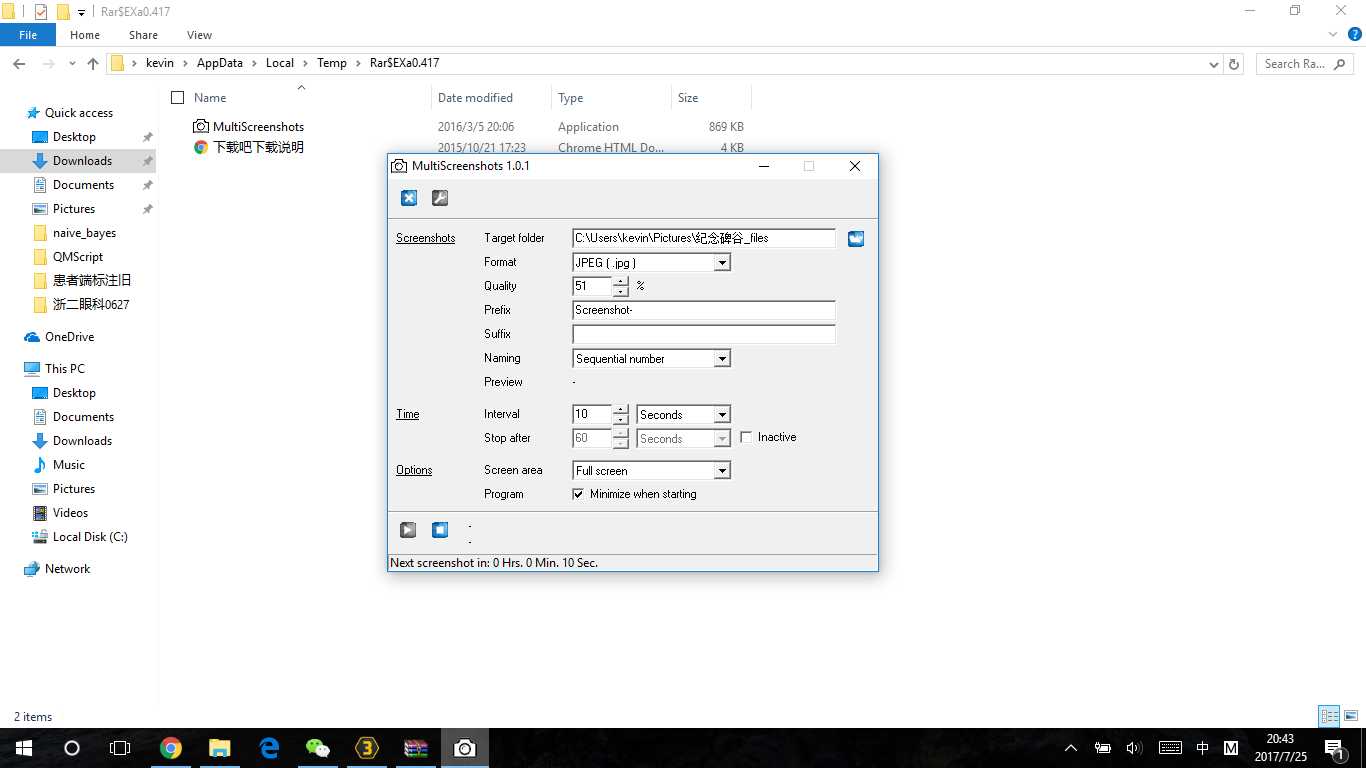 Rar$EXa0.417
File Home Share View
kevin AppData Local Temp Rar$EXa0.417 Search Ra...
Quick access
Desktop
Downloads
Documents
Pictures
naive_bayes
QMScript
患者端标注旧
浙二眼科0627
OneDrive
This PC
Desktop
Documents
Downloads
Music
Pictures
Videos
Local Disk (C:)
Network
Name Date modified Type Size
MultiScreenshots 2016/3/5 20:06 Application 869 KB
下载吧下载说明 2015/10/21 17:23 Chrome HTML Do... 4 KB
MultiScreenshots 1.0.1
Screenshots Target folder C:\Users\kevin\Pictures\纪念碑谷_files
Format JPEG ( .jpg )
Quality 51 %
Prefix Screenshot-
Suffix
Naming Sequential number
Preview -
Time Interval 10 Seconds
Stop after 60 Seconds Inactive
Options Screen area Full screen
Program Minimize when starting
-
-
Next screenshot in: 0 Hrs. 0 Min. 10 Sec.
2 items
3
中 M
20:43
2017/7/25
1